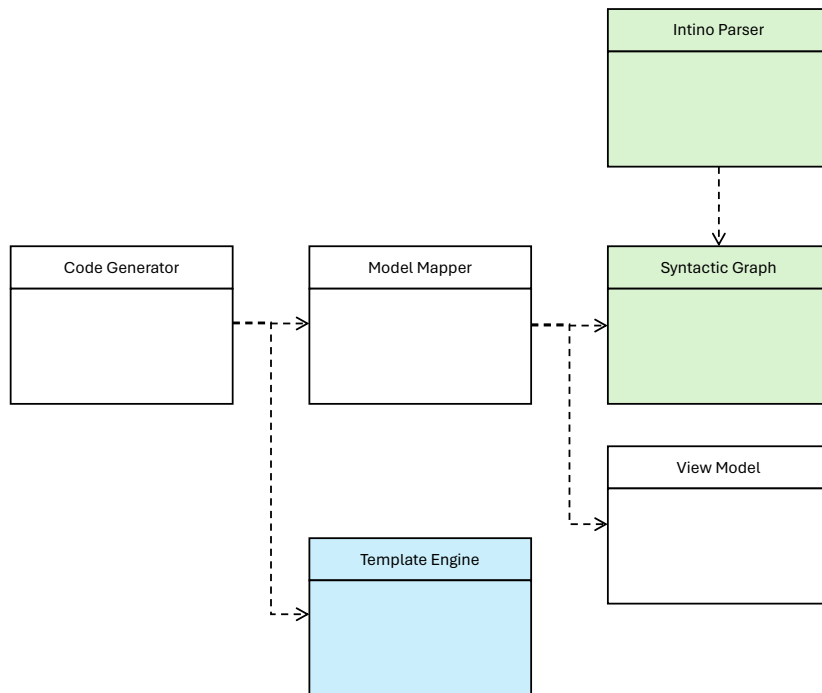 Intino Parser
Code Generator
Model Mapper
Syntactic Graph
View Model
Template Engine